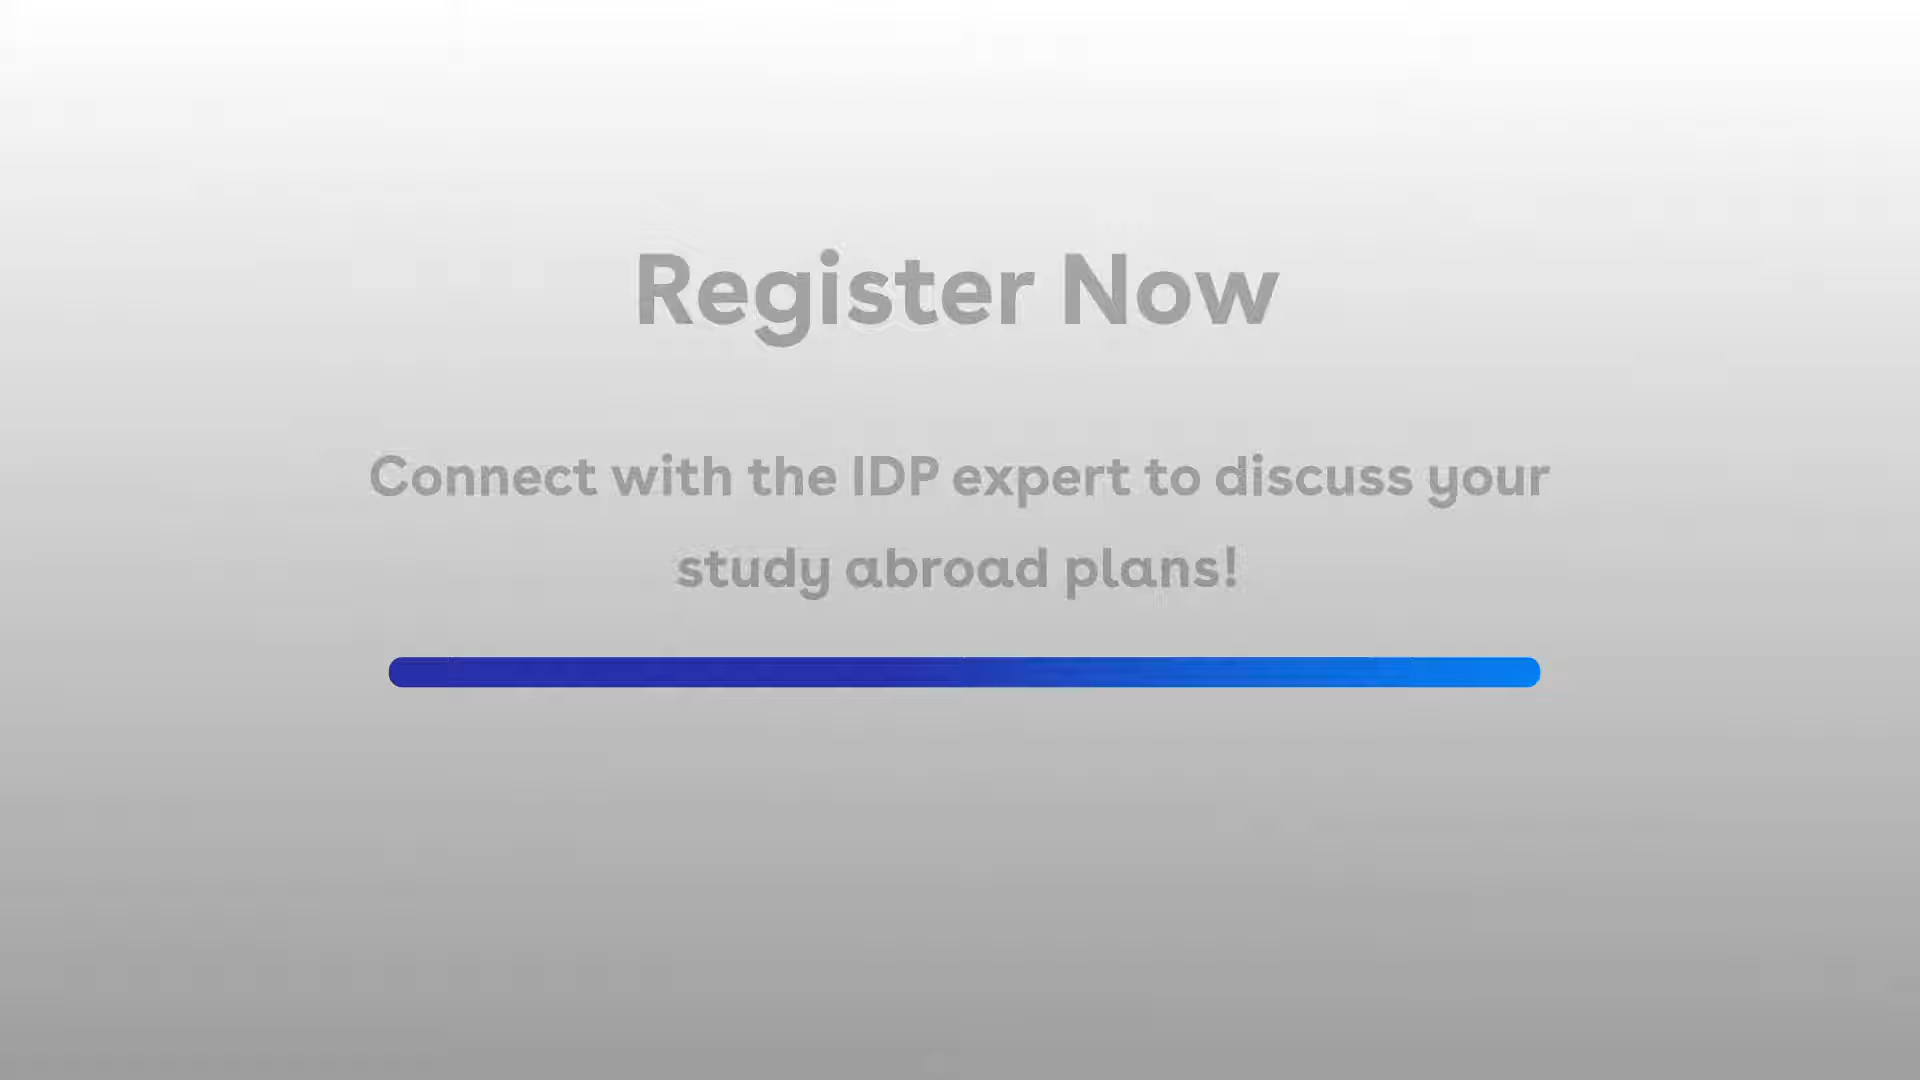 Register Now
Connect with the IDP expert to discuss your
study abroad plans!